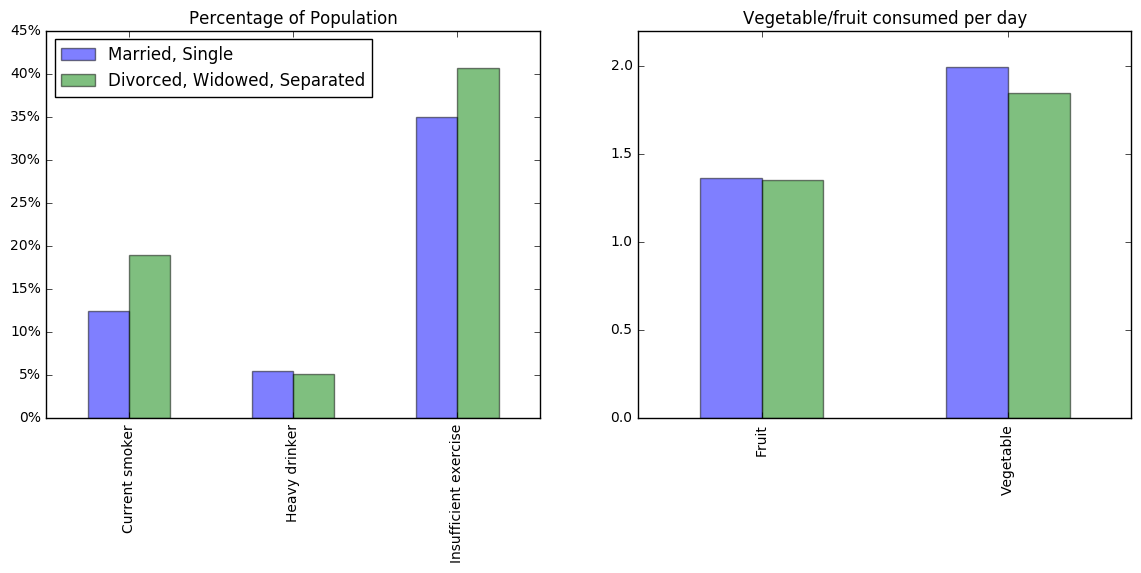 Percentage of Population
45%
40%
35%
30%
25%
20%
15%
10%
5%
0%
Married, Single
Divorced, Widowed, Separated
Current smoker
Heavy drinker
Insufficient exercise
Vegetable/fruit consumed per day
2.0
1.5
1.0
0.5
0.0
Fruit
Vegetable